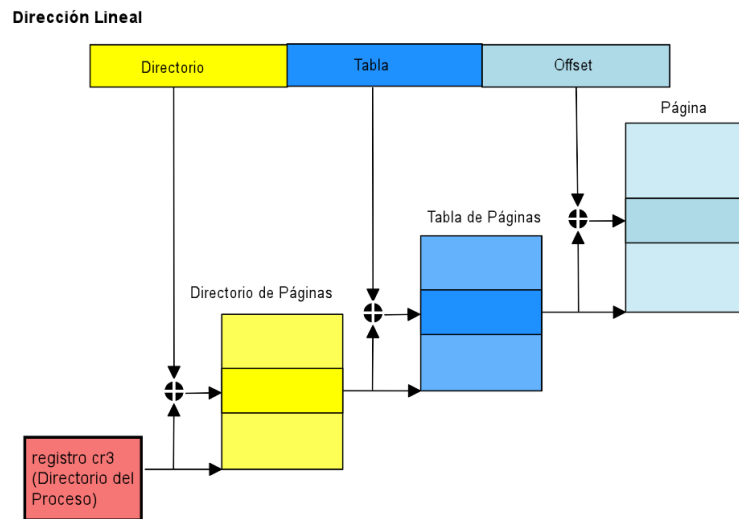 Dirección Lineal
Directorio
Tabla
Offset
Página
Tabla de Páginas
Directorio de Páginas
registro cr3
(Directorio del
Proceso)